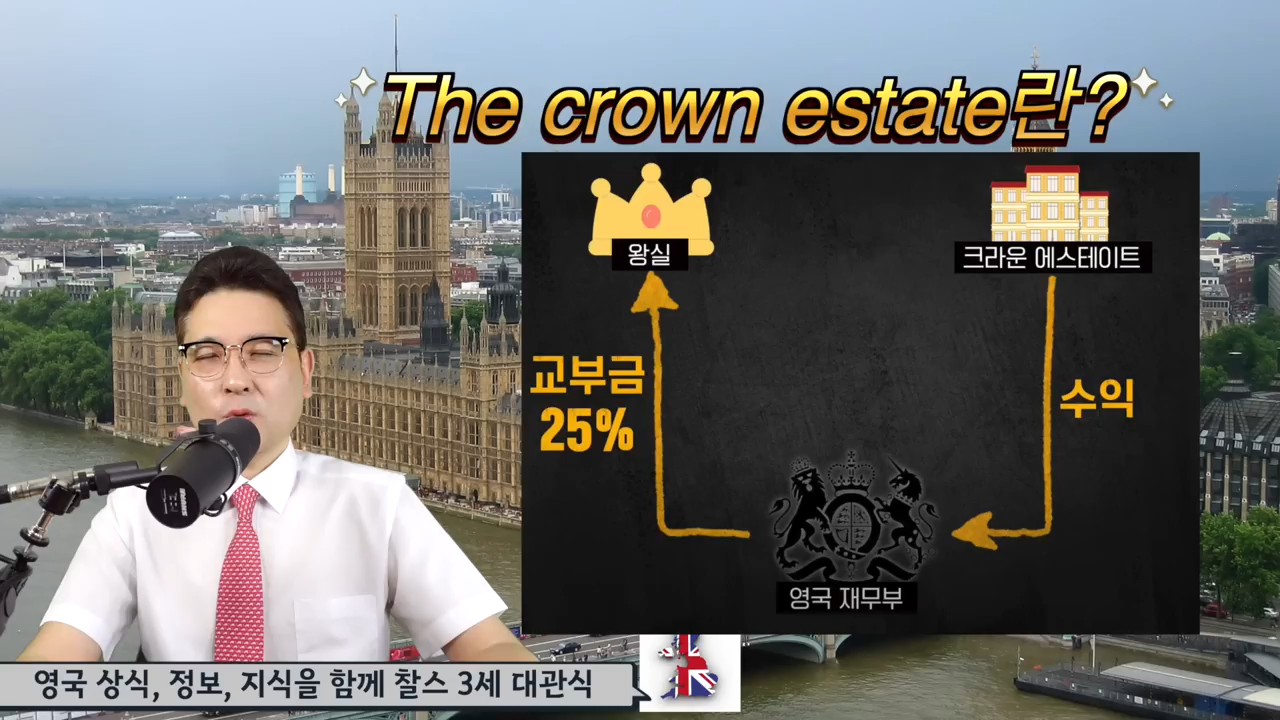 The crown estate란?
왕실
크라운 에스테이트
교부금
25%
수익
영국 재무부
영국 상식, 정보, 지식을 함께 찰스 3세 대관식